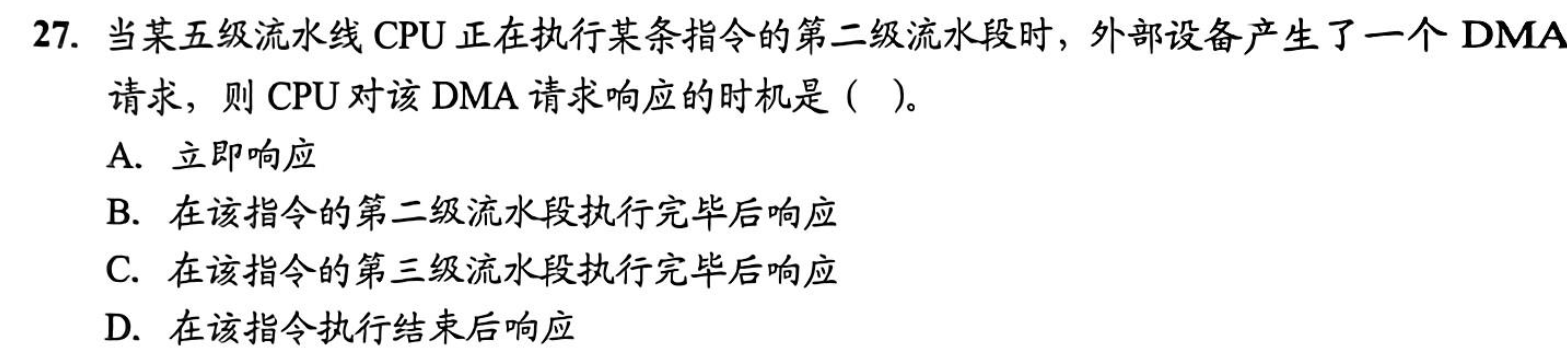 27. 当某五级流水线 CPU 正在执行某条指令的第二级流水段时，外部设备产生了一个 DMA
请求，则 CPU 对该 DMA 请求响应的时机是（ ）。
A. 立即响应
B. 在该指令的第二级流水段执行完毕后响应
C. 在该指令的第三级流水段执行完毕后响应
D. 在该指令执行结束后响应